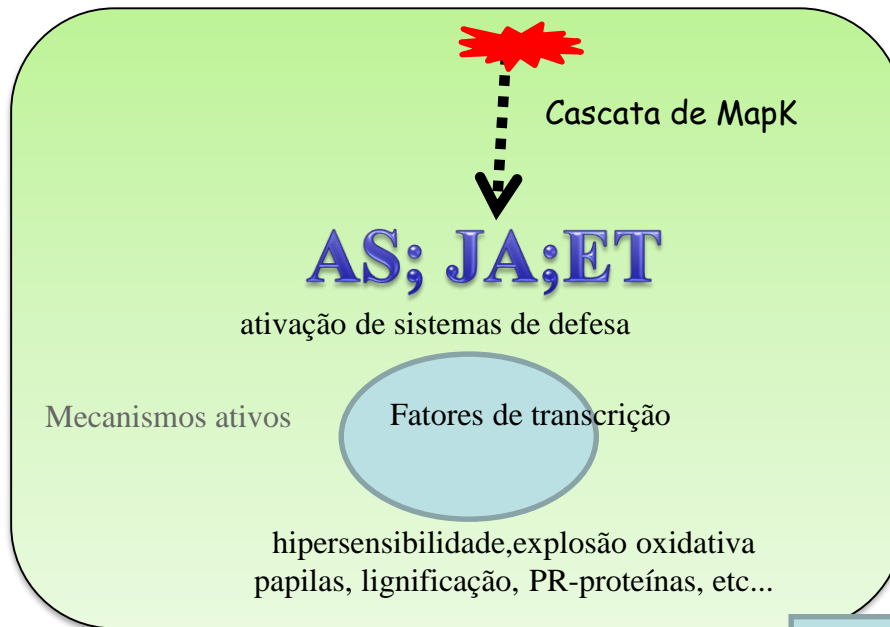 Cascata de MapK
AS; JA;ET
ativação de sistemas de defesa
Mecanismos ativos
Fatores de transcrição
hipersensibilidade,explosão oxidativa
papilas, lignificação, PR-proteínas, etc...